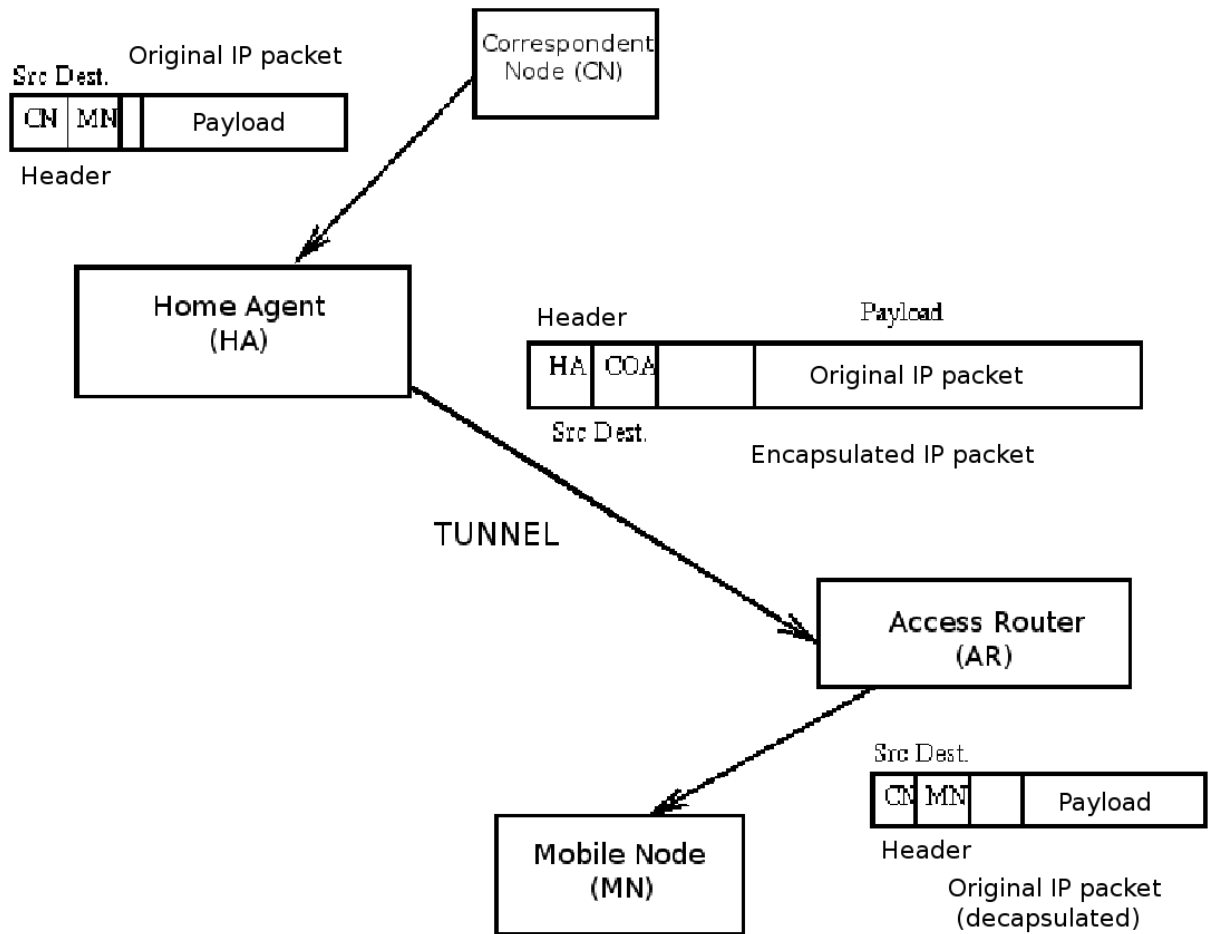 Original IP packet
Src Dest.
CN MN Payload
Header
Correspondent
Node (CN)
Home Agent
(HA)
Header
Payload
HA COA Original IP packet
Src Dest.
Encapsulated IP packet
TUNNEL
Access Router
(AR)
Src Dest.
CN MN Payload
Header
Original IP packet
(decapsulated)
Mobile Node
(MN)